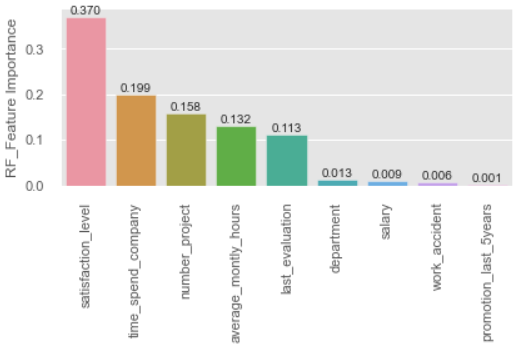 RF_Feature Importance
0.3
0.2
0.1
0.0
0.370
0.199
0.158
0.132
0.113
0.013
0.009
0.006
0.001
satisfaction_level
time_spend_company
number_project
average_montly_hours
last_evaluation
department
salary
work_accident
promotion_last_5years